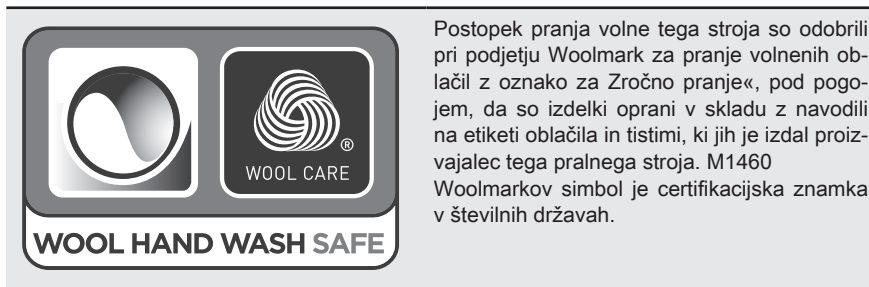 WOOL CARE
®
WOOL HAND WASH SAFE
Postopek pranja volne tega stroja so odobrili
pri podjetju Woolmark za pranje volnenih ob-
lačil z oznako za Zročno pranje«, pod pogo-
jem, da so izdelki oprani v skladu z navodili
na etiketi oblačila in tistimi, ki jih je izdal proiz-
vajalec tega pralnega stroja. M1460
Woolmarkov simbol je certifikacijska znamka
v številnih državah.